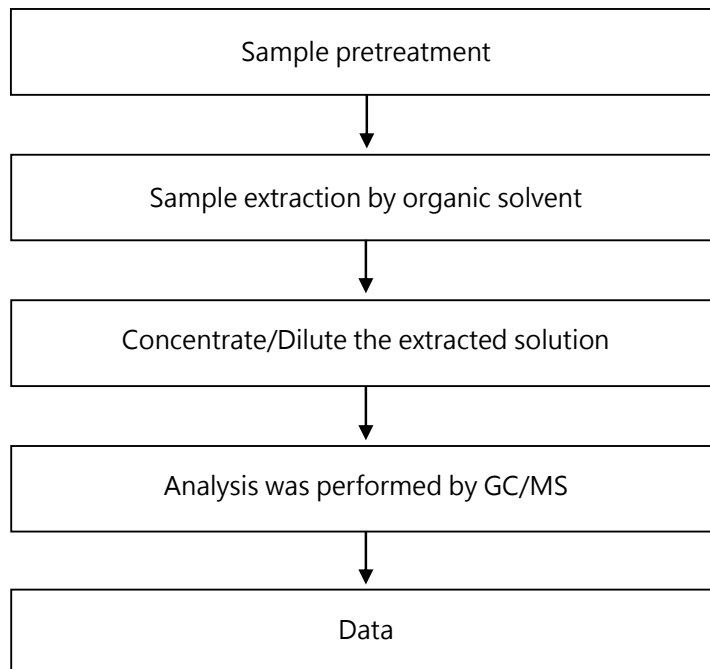 Sample pretreatment
Sample extraction by organic solvent
Concentrate/Dilute the extracted solution
Analysis was performed by GC/MS
Data